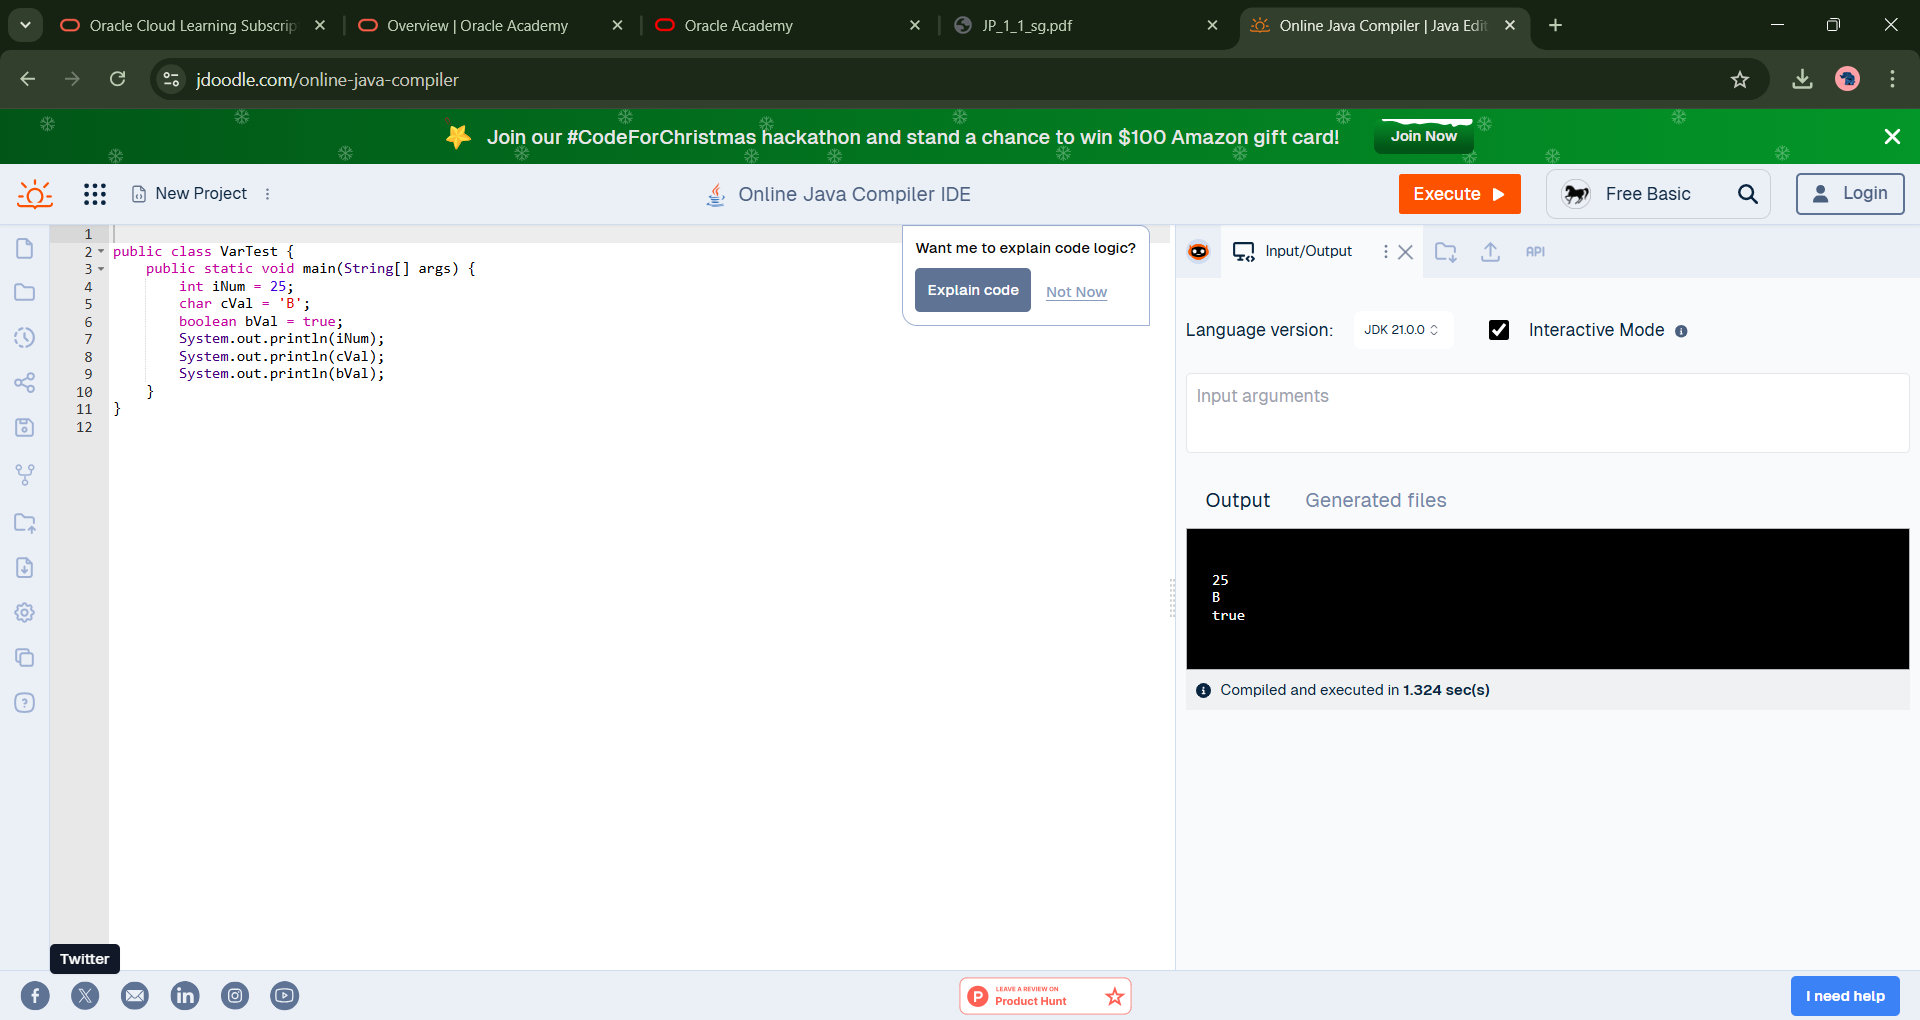 Oracle Cloud Learning Subscrip
Overview | Oracle Academy
Oracle Academy
JP_1_1_sg.pdf
Online Java Compiler | Java Edit
jdoodle.com/online-java-compiler
Join our #CodeForChristmas hackathon and stand a chance to win $100 Amazon gift card!
Join Now
New Project
Online Java Compiler IDE
Execute
Free Basic
Login
1
2 public class VarTest {
3 public static void main(String[] args) {
4 int iNum = 25;
5 char cVal = 'B';
6 boolean bVal = true;
7 System.out.println(iNum);
8 System.out.println(cVal);
9 System.out.println(bVal);
10 }
11 }
12
Want me to explain code logic?
Explain code
Not Now
Input/Output
API
Language version:
JDK 21.0.0
Interactive Mode
Input arguments
Output
Generated files
25
B
true
Compiled and executed in 1.324 sec(s)
Twitter
LEAVE A REVIEW ON
Product Hunt
I need help